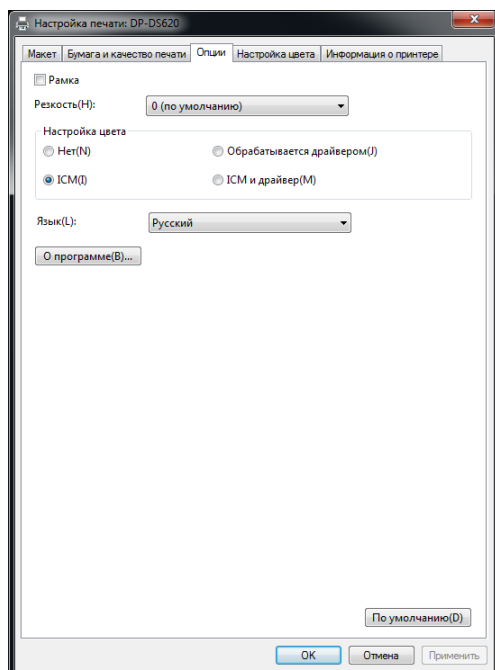 Настройка печати: DP-DS620
Макет Бумага и качество печати Опции Настройка цвета Информация о принтере
Рамка
Резкость(H): 0 (по умолчанию)
Настройка цвета
Нет(N) Обрабатывается драйвером(J)
ICM(I) ICM и драйвер(M)
Язык(L): Русский
О программе(B)...
По умолчанию(D)
OK Отмена Применить